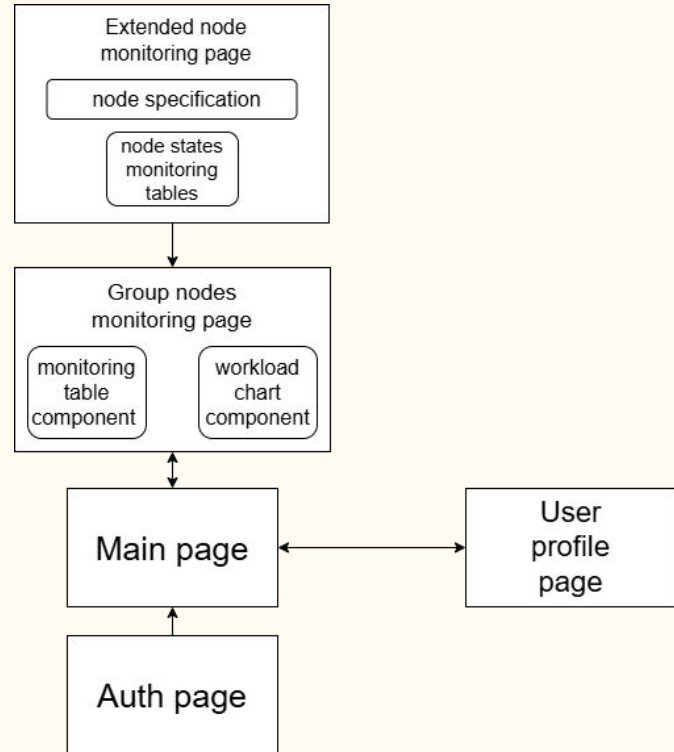 Extended node
monitoring page
node specification
node states
monitoring
tables
Group nodes
monitoring page
monitoring
table
component
workload
chart
component
Main page
User
profile
page
Auth page